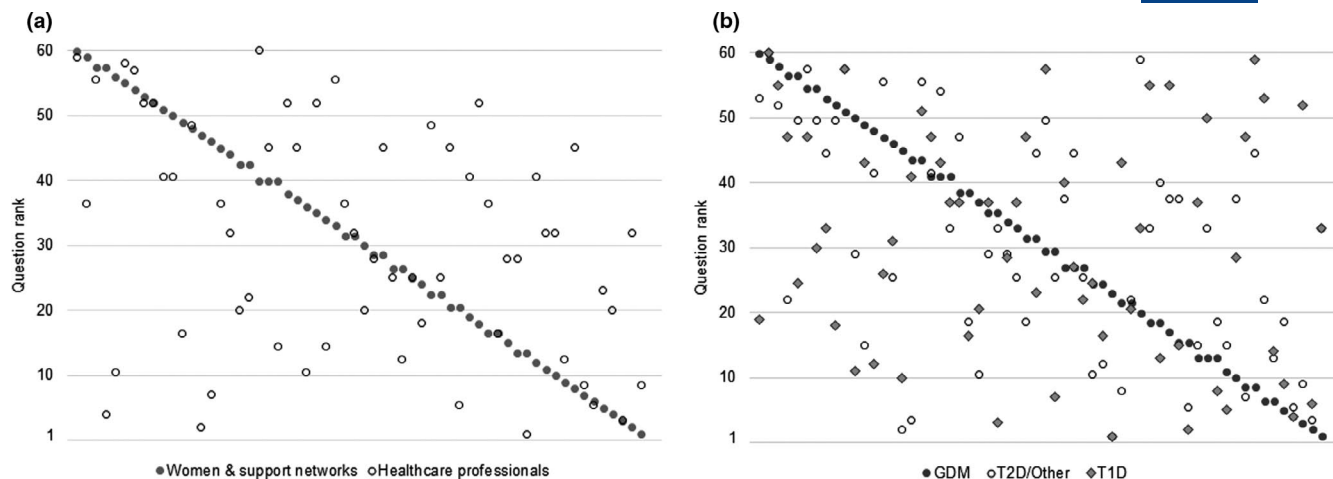 (a)
60
50
40
30
20
10
1
Question rank
Women & support networks
Healthcare professionals
(b)
60
50
40
30
20
10
1
Question rank
GDM
T2D/Other
T1D